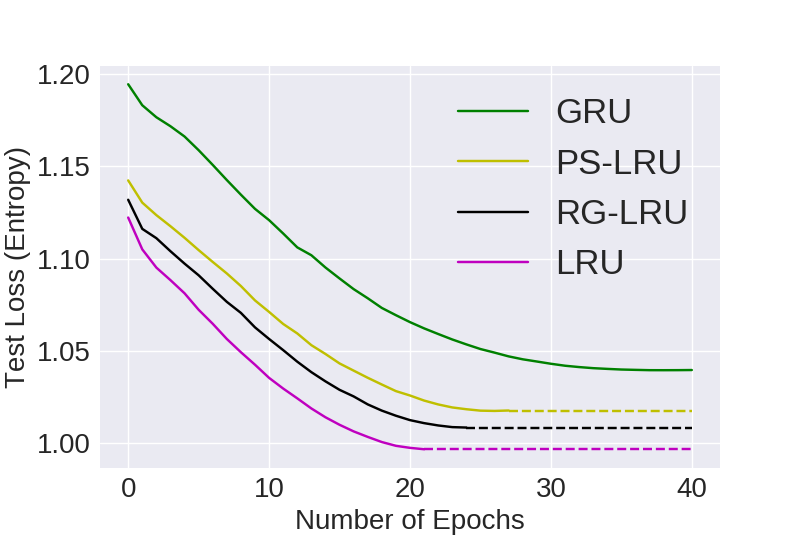 1.20
1.15
1.10
1.05
1.00
Test Loss (Entropy)
GRU
PS-LRU
RG-LRU
LRU
0 10 20 30 40
Number of Epochs